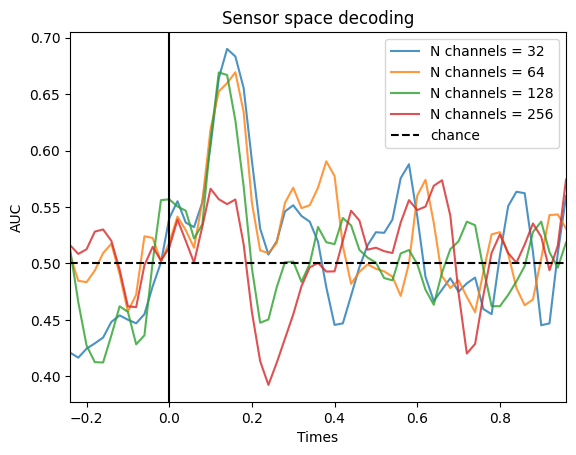 Sensor space decoding
AUC
0.70
0.65
0.60
0.55
0.50
0.45
0.40
N channels = 32
N channels = 64
N channels = 128
N channels = 256
chance
−0.2
0.0
0.2
0.4
0.6
0.8
Times